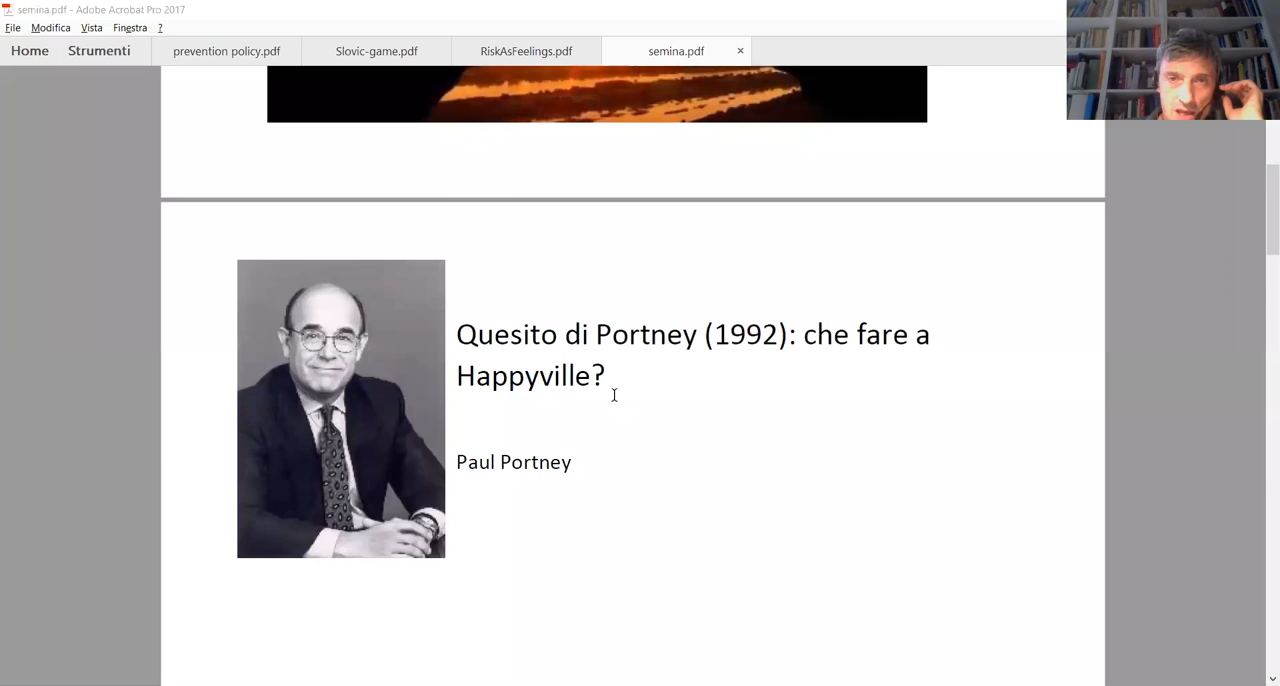 semina.pdf - Adobe Acrobat Pro 2017
File Modifica Vista Finestra ?
Home Strumenti prevention policy.pdf Slovic-game.pdf RiskAsFeelings.pdf semina.pdf ×
Quesito di Portney (1992): che fare a
Happyville?
Paul Portney